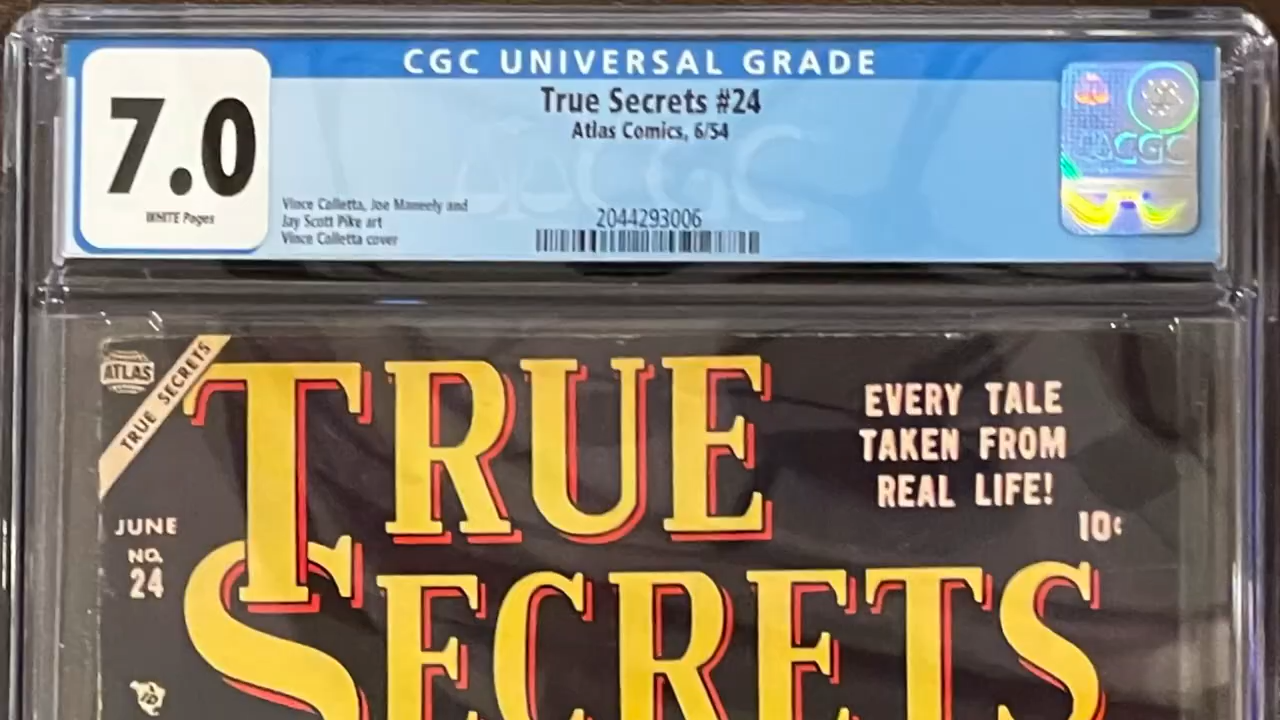 CGC UNIVERSAL GRADE
7.0
WHITE Pages
True Secrets #24
Atlas Comics, 6/54
Vince Colletta, Joe Maneely and
Jay Scott Pike art
Vince Colletta cover
2044293006
CGC
ATLAS
TRUE SECRETS
TRUE
SECRETS
EVERY TALE
TAKEN FROM
REAL LIFE!
10¢
JUNE
NO.
24